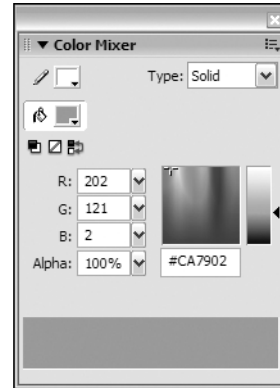 Color Mixer
Type: Solid
R: 202
G: 121
B: 2
Alpha: 100% #CA7902